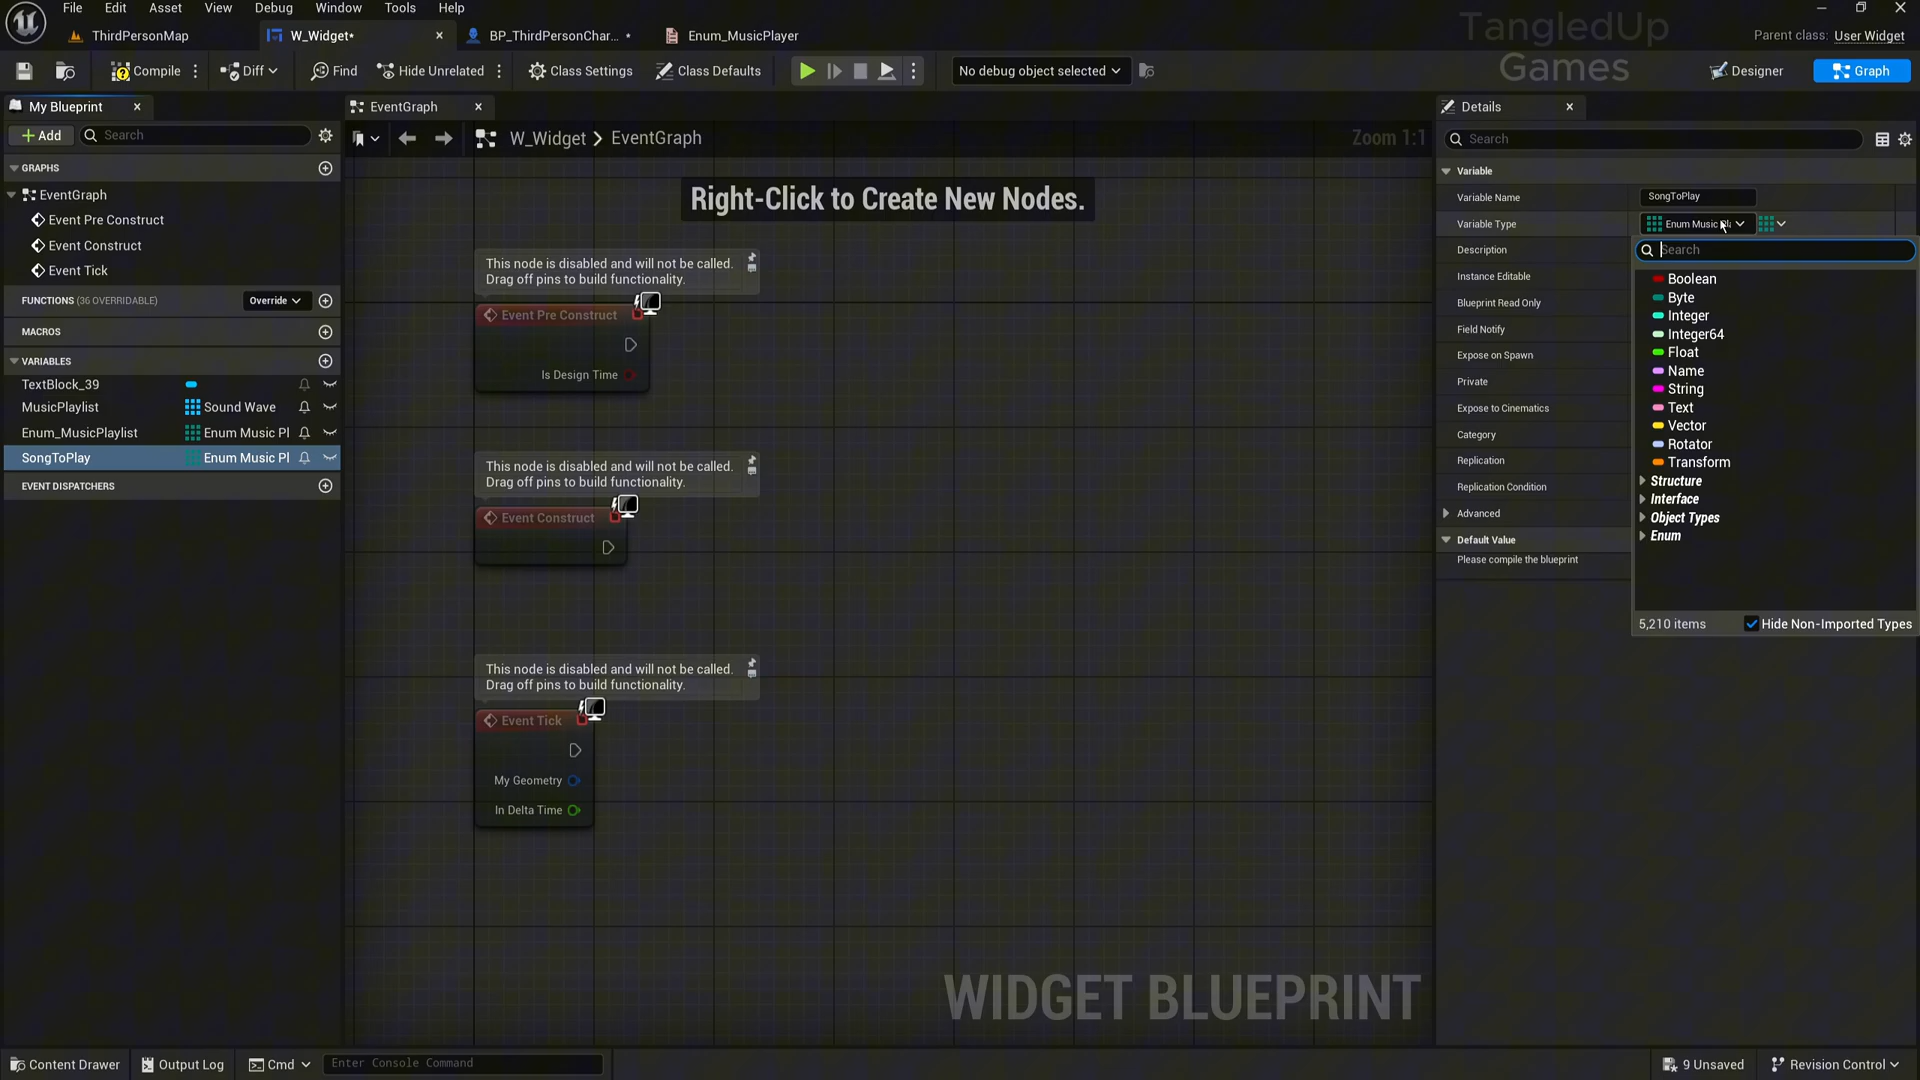 File Edit Asset View Debug Window Tools Help
TangledUp
Games
ThirdPersonMap
W_Widget*
BP_ThirdPersonChar... *
Enum_MusicPlayer
Parent class: User Widget
Compile
Diff
Find
Hide Unrelated
Class Settings
Class Defaults
No debug object selected
Designer
Graph
My Blueprint
Add
Search
GRAPHS
EventGraph
Event Pre Construct
Event Construct
Event Tick
FUNCTIONS (36 OVERRIDABLE)
Override
MACROS
VARIABLES
TextBlock_39
MusicPlaylist Sound Wave
Enum_MusicPlaylist Enum Music Pl
SongToPlay Enum Music Pl
EVENT DISPATCHERS
EventGraph
W_Widget > EventGraph
Zoom 1:1
Right-Click to Create New Nodes.
This node is disabled and will not be called.
Drag off pins to build functionality.
Event Pre Construct
Is Design Time
This node is disabled and will not be called.
Drag off pins to build functionality.
Event Construct
This node is disabled and will not be called.
Drag off pins to build functionality.
Event Tick
My Geometry
In Delta Time
WIDGET BLUEPRINT
Details
Search
Variable
Variable Name SongToPlay
Variable Type Enum Music Pl
Description
Instance Editable
Blueprint Read Only
Field Notify
Expose on Spawn
Private
Expose to Cinematics
Category
Replication
Replication Condition
Advanced
Default Value
Please compile the blueprint
Search
Boolean
Byte
Integer
Integer64
Float
Name
String
Text
Vector
Rotator
Transform
Structure
Interface
Object Types
Enum
5,210 items
Hide Non-Imported Types
Content Drawer
Output Log
Cmd
Enter Console Command
9 Unsaved
Revision Control